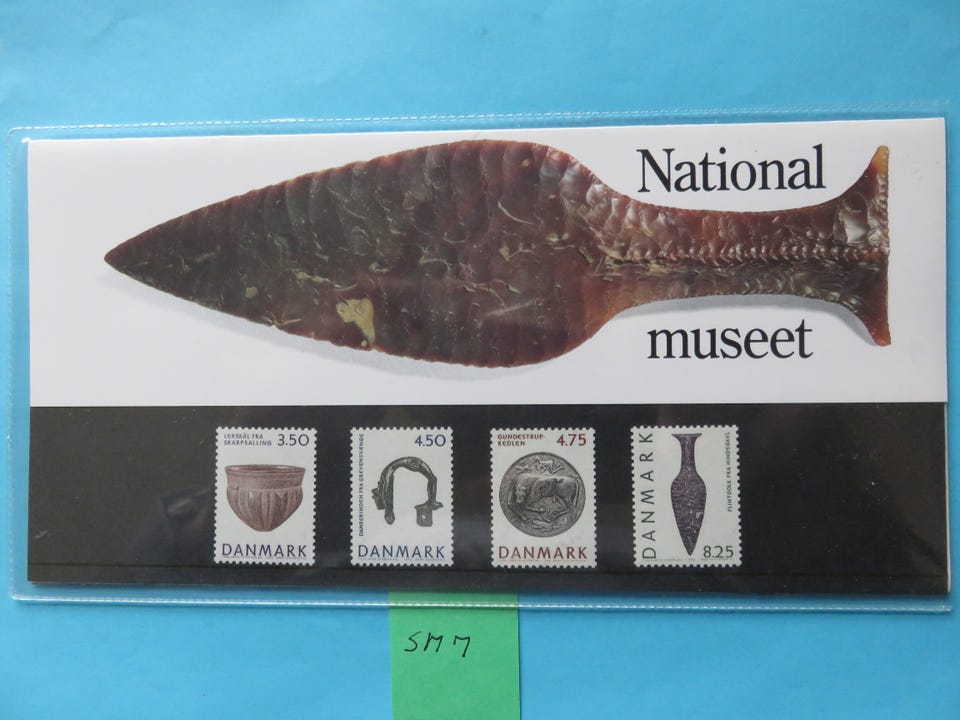 National
museet
LERSKÅL FRA
SKARPSALLING 3.50
DANMARK
4.50
DANSERINDEN FRA GREVENSVÆNGE
DANMARK
GUNDESTRUP-
KEDLEN 4.75
DANMARK
DANMARK
FLINTDOLK FRA HINDSGAVL
8.25
SM7